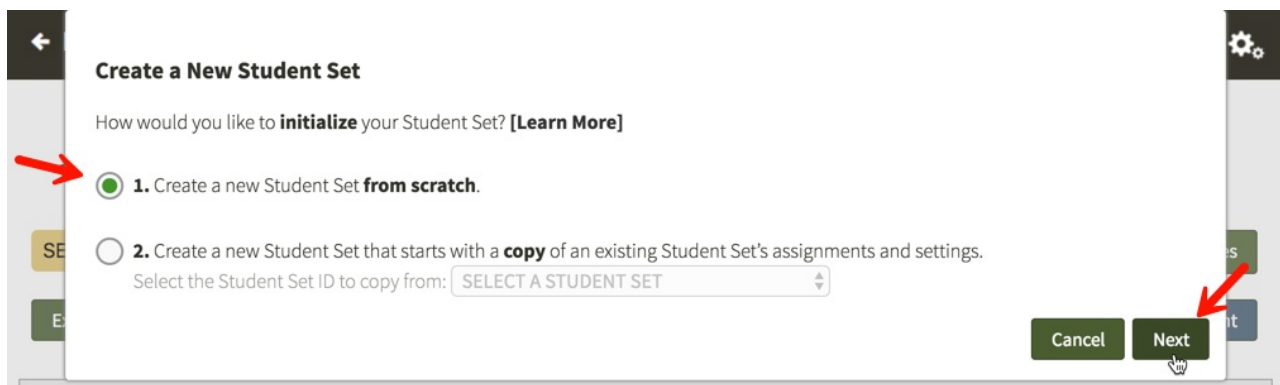 Create a New Student Set
How would you like to initialize your Student Set? [Learn More]
1. Create a new Student Set from scratch.
SE
2. Create a new Student Set that starts with a copy of an existing Student Set's assignments and settings.
Select the Student Set ID to copy from: SELECT A STUDENT SET
Cancel Next